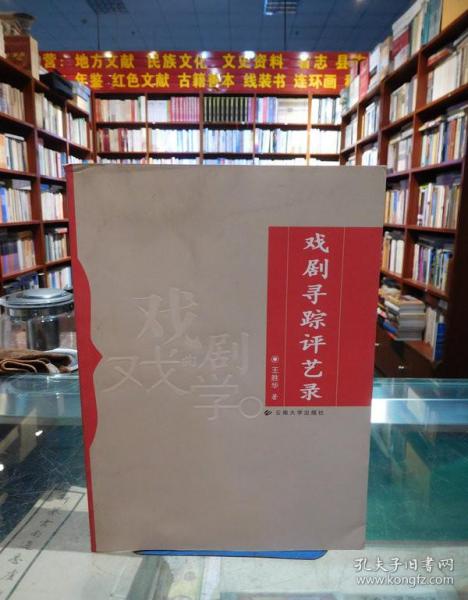 营：地方文献 民族文化 文史资料 省志 县
年鉴 红色文献 古籍善本 线装书 连环画
戏剧寻踪评艺录
王胜华 著
云南大学出版社
戏剧
戏曲学
孔夫子旧书网
www.kongfz.com